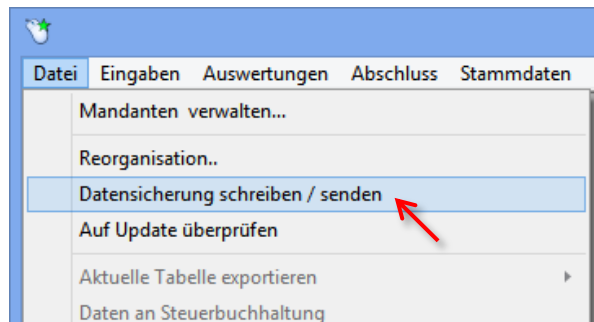 Datei Eingaben Auswertungen Abschluss Stammdaten
Mandanten verwalten...
Reorganisation..
Datensicherung schreiben / senden
Auf Update überprüfen
Aktuelle Tabelle exportieren
Daten an Steuerbuchhaltung